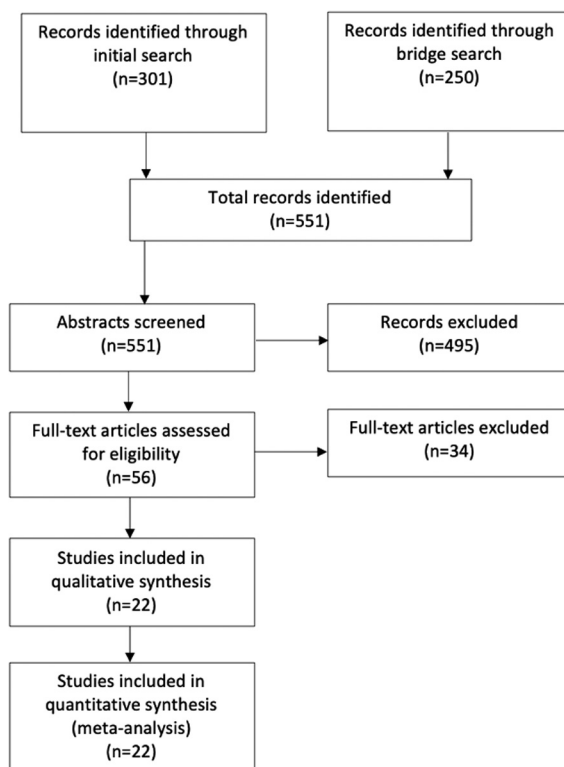 Records identified through
initial search
(n=301)
Records identified through
bridge search
(n=250)
Total records identified
(n=551)
Abstracts screened
(n=551)
Records excluded
(n=495)
Full-text articles assessed
for eligibility
(n=56)
Full-text articles excluded
(n=34)
Studies included in
qualitative synthesis
(n=22)
Studies included in
quantitative synthesis
(meta-analysis)
(n=22)